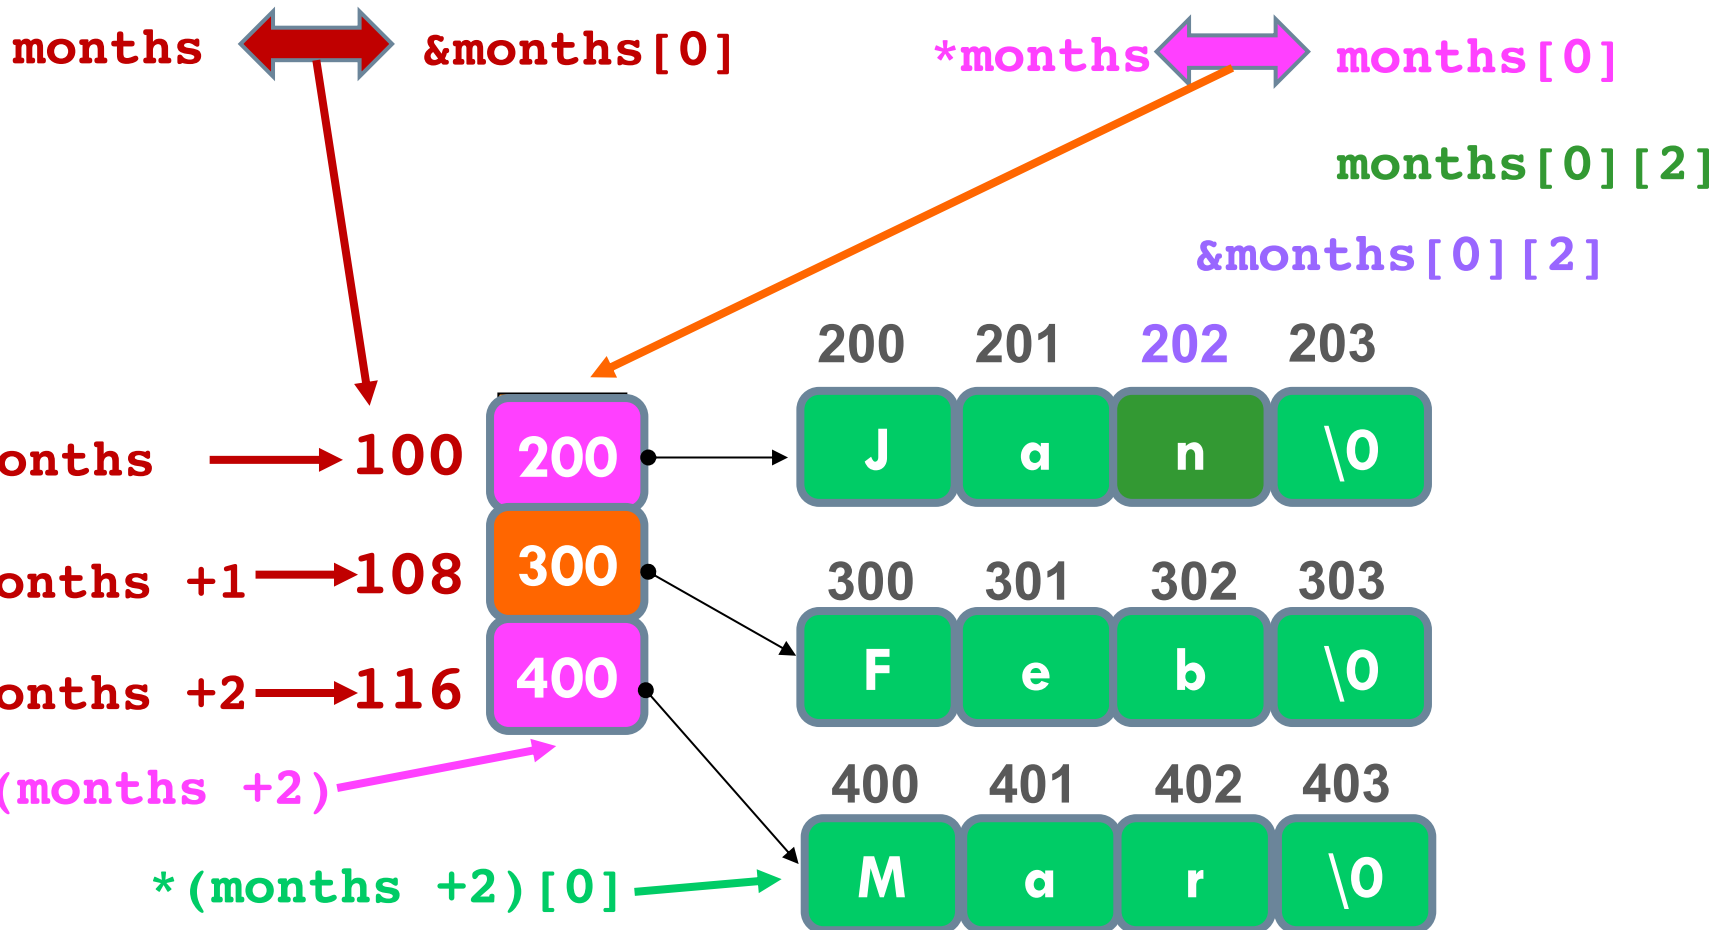 months &months[0] *months months[0]
months[0][2]
&months[0][2]
200 201 202 203
onths 100 200 J a n \0
300 301 302 303
onths +1 108 300 F e b \0
onths +2 116 400
400 401 402 403
(months +2)
*(months +2)[0] M a r \0